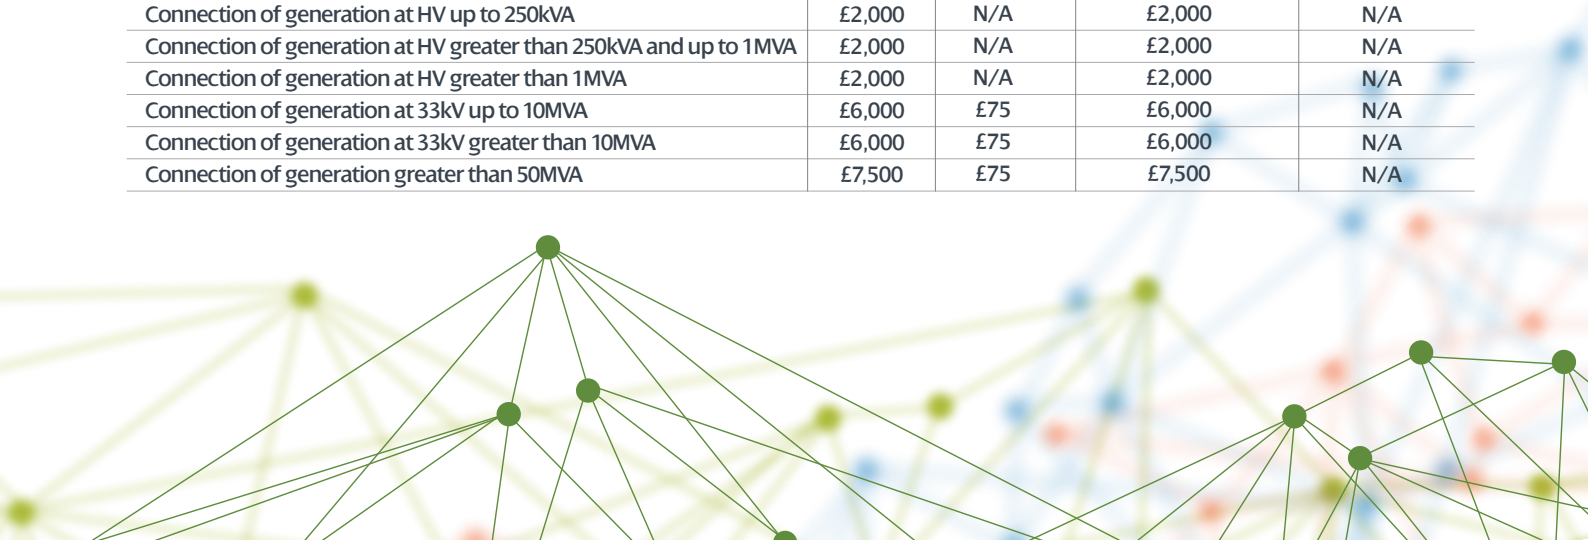 Connection of generation at HV up to 250kVA £2,000 N/A £2,000 N/A
Connection of generation at HV greater than 250kVA and up to 1MVA £2,000 N/A £2,000 N/A
Connection of generation at HV greater than 1MVA £2,000 N/A £2,000 N/A
Connection of generation at 33kV up to 10MVA £6,000 £75 £6,000 N/A
Connection of generation at 33kV greater than 10MVA £6,000 £75 £6,000 N/A
Connection of generation greater than 50MVA £7,500 £75 £7,500 N/A